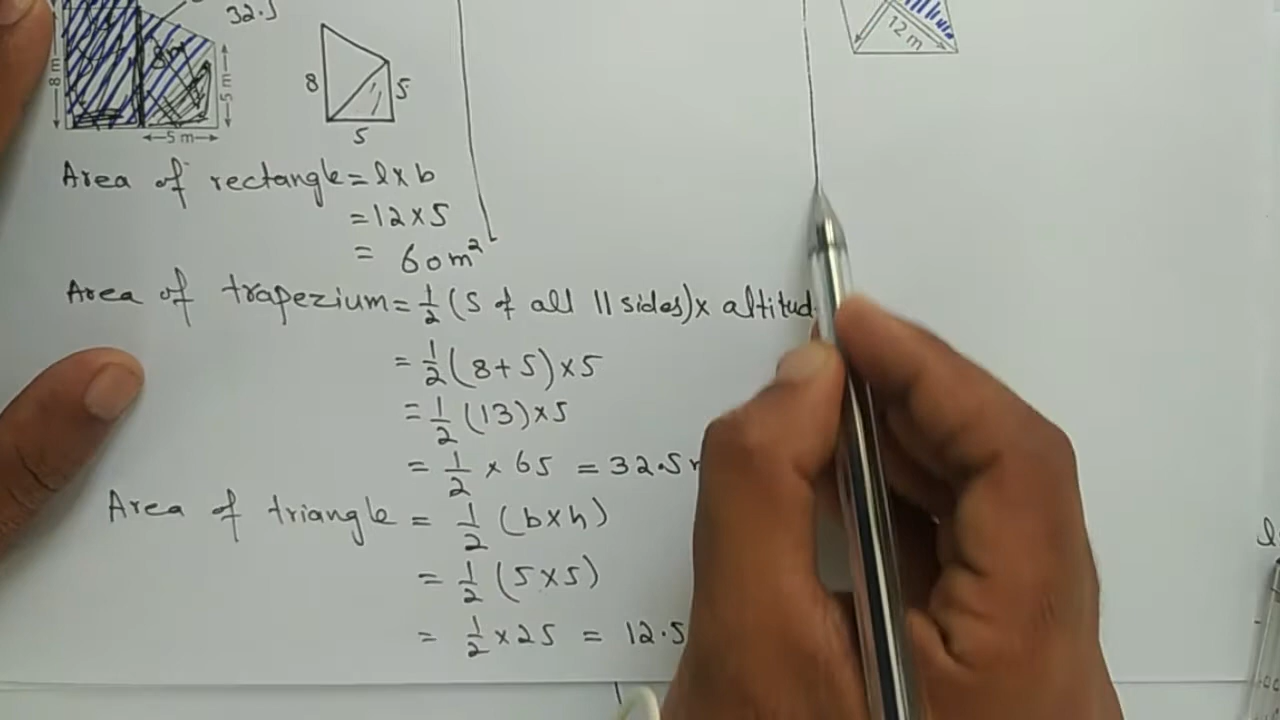 32.5
8 m
5 m
5 m
8
5
5
12 m
Area of rectangle = l x b
= 12 x 5
= 60 m²
Area of trapezium = 1/2 (S of all || sides) x altitud
= 1/2 (8 + 5) x 5
= 1/2 (13) x 5
= 1/2 x 65 = 32.5
Area of triangle = 1/2 (b x h)
= 1/2 (5 x 5)
= 1/2 x 25 = 12.5